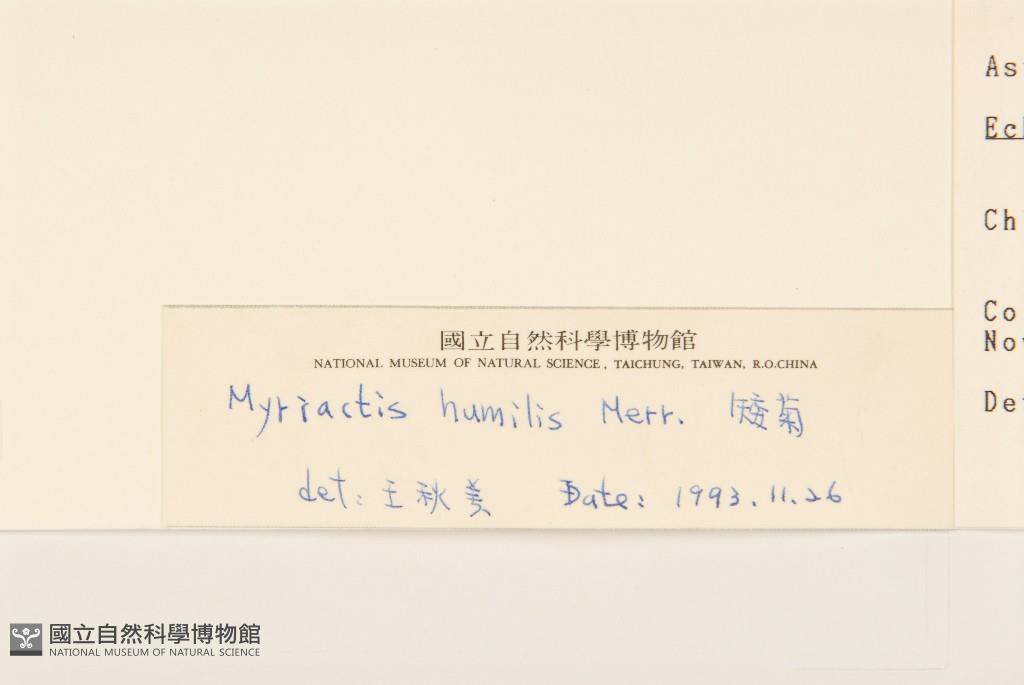 As
Ec
Ch
Co
No
De
國立自然科學博物館
NATIONAL MUSEUM OF NATURAL SCIENCE, TAICHUNG, TAIWAN, R.O.CHINA
Myriactis humilis Merr. 矮菊
det: 王秋美 Date: 1993.11.26
國立自然科學博物館
NATIONAL MUSEUM OF NATURAL SCIENCE